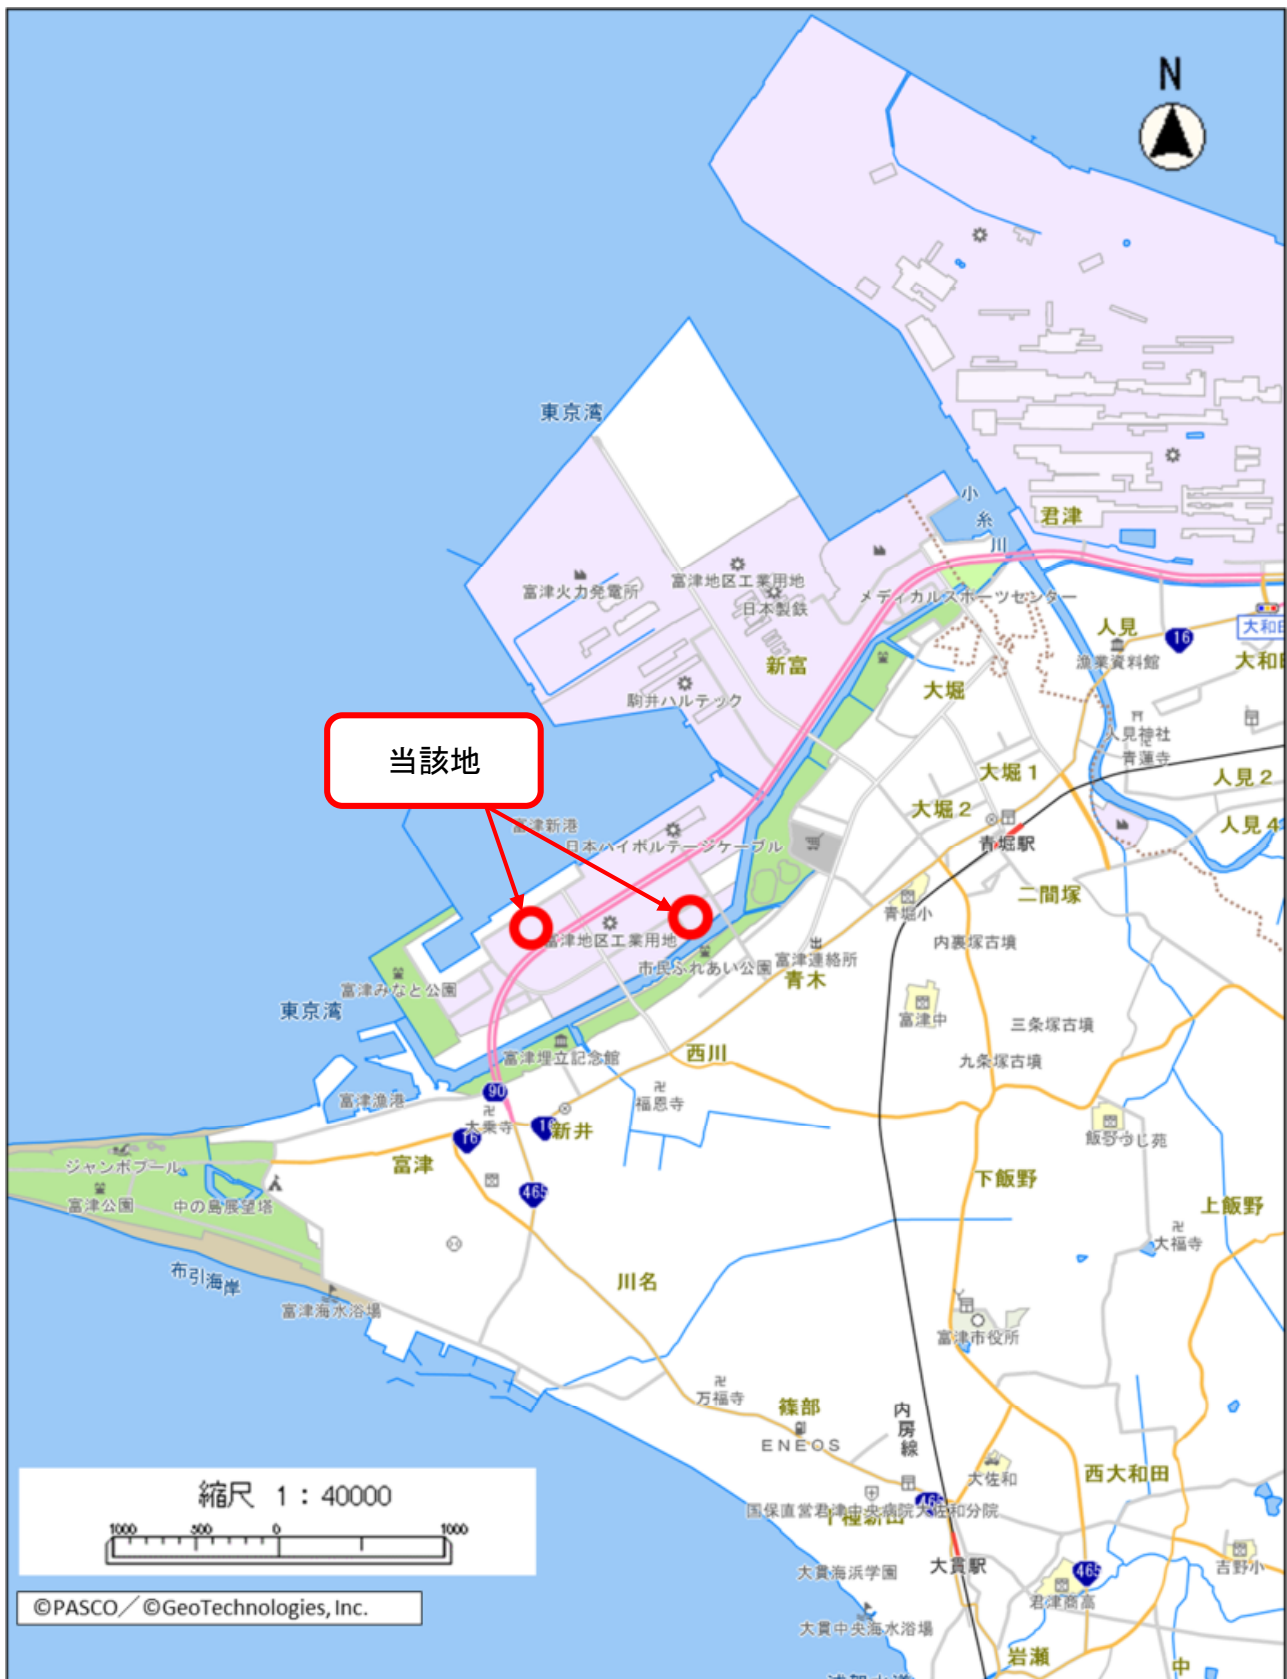 N
東京湾
小糸川
君津
富津火力発電所
富津地区工業用地
日本製鉄
メディカルスポーツセンター
人見
16
大和田
漁業資料館
新富
駒井ハルテック
大堀
人見神社
青蓮寺
当該地
大堀1
人見2
大堀2
富津新港
日本ハイボルテージケーブル
人見4
青堀駅
二間塚
青堀小
富津地区工業用地
内裏塚古墳
市民ふれあい公園
富津連絡所
青木
富津みなと公園
東京湾
富津中
三条塚古墳
西川
富津埋立記念館
九条塚古墳
90
富津漁港
福恩寺
大乗寺
新井
16
飯野
つつじ苑
ジャンボプール
富津
富津公園
中の島展望塔
465
下飯野
上飯野
大福寺
布引海岸
川名
富津海水浴場
富津市役所
万福寺
篠部
内房線
ENEOS
大佐和
西大和田
縮尺 1:40000
国保直営君津中央病院大佐和分院
465
1000 500 0 1000
大貫海浜学園
大貫駅
465
吉野小
君津商高
©PASCO/©GeoTechnologies, Inc.
大貫中央海水浴場
岩瀬
中